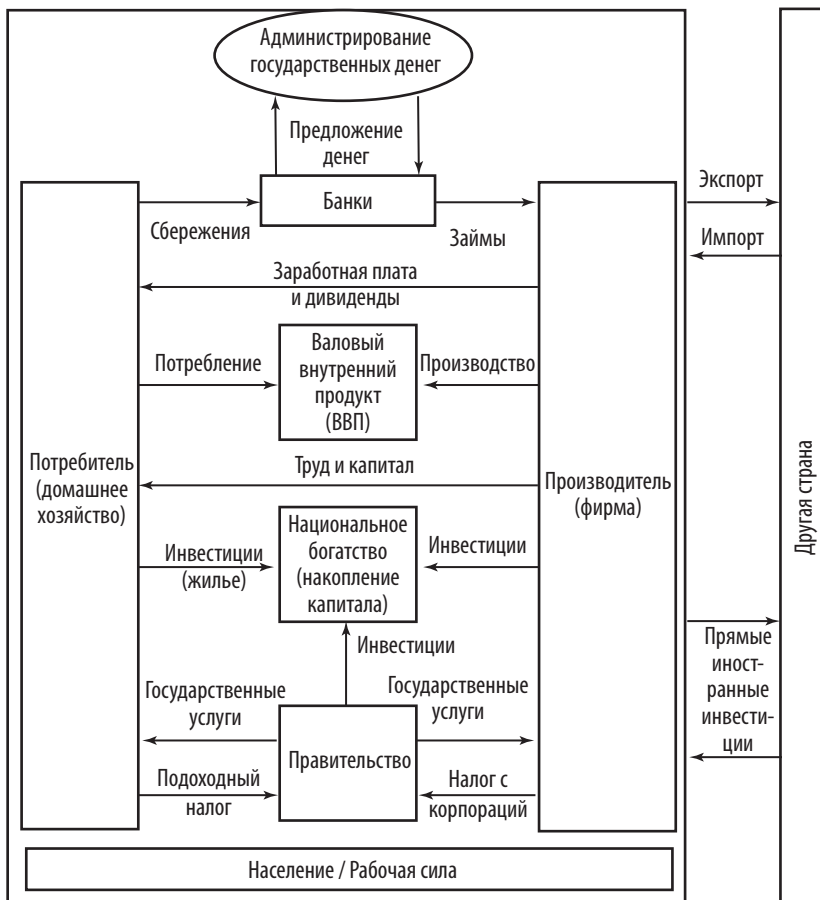 Администрирование
государственных денег
Предложение
денег
Банки
Сбережения
Займы
Экспорт
Импорт
Заработная плата
и дивиденды
Потребление
Валовый
внутренний
продукт
(ВВП)
Производство
Потребитель
(домашнее
хозяйство)
Труд и капитал
Производитель
(фирма)
Другая страна
Инвестиции
(жилье)
Национальное
богатство
(накопление
капитала)
Инвестиции
Инвестиции
Прямые
иност-
ранные
инвести-
ции
Государственные
услуги
Государственные
услуги
Правительство
Подоходный
налог
Налог с
корпораций
Население / Рабочая сила